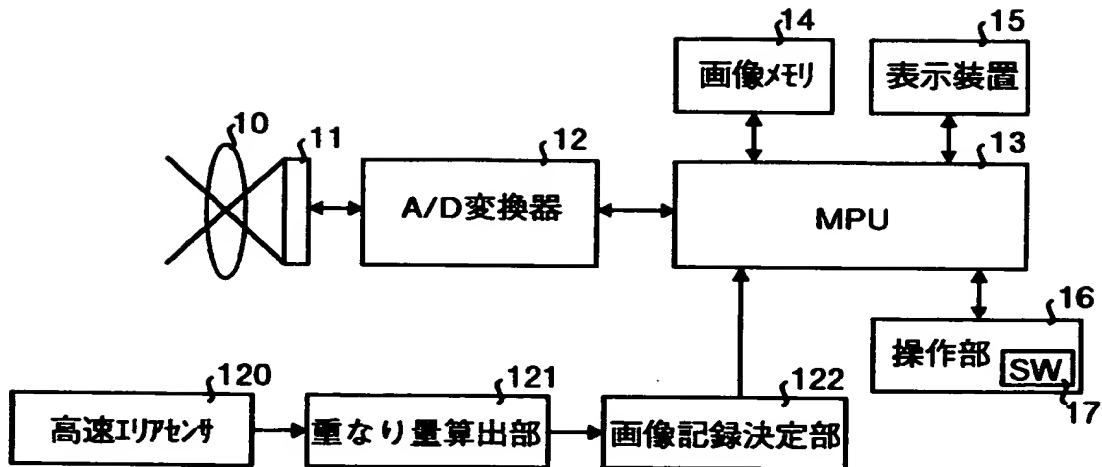 14
画像メモリ
15
表示装置
10
11
12
A/D変換器
13
MPU
16
操作部
SW
17
120
高速エリアセンサ
121
重なり量算出部
122
画像記録決定部